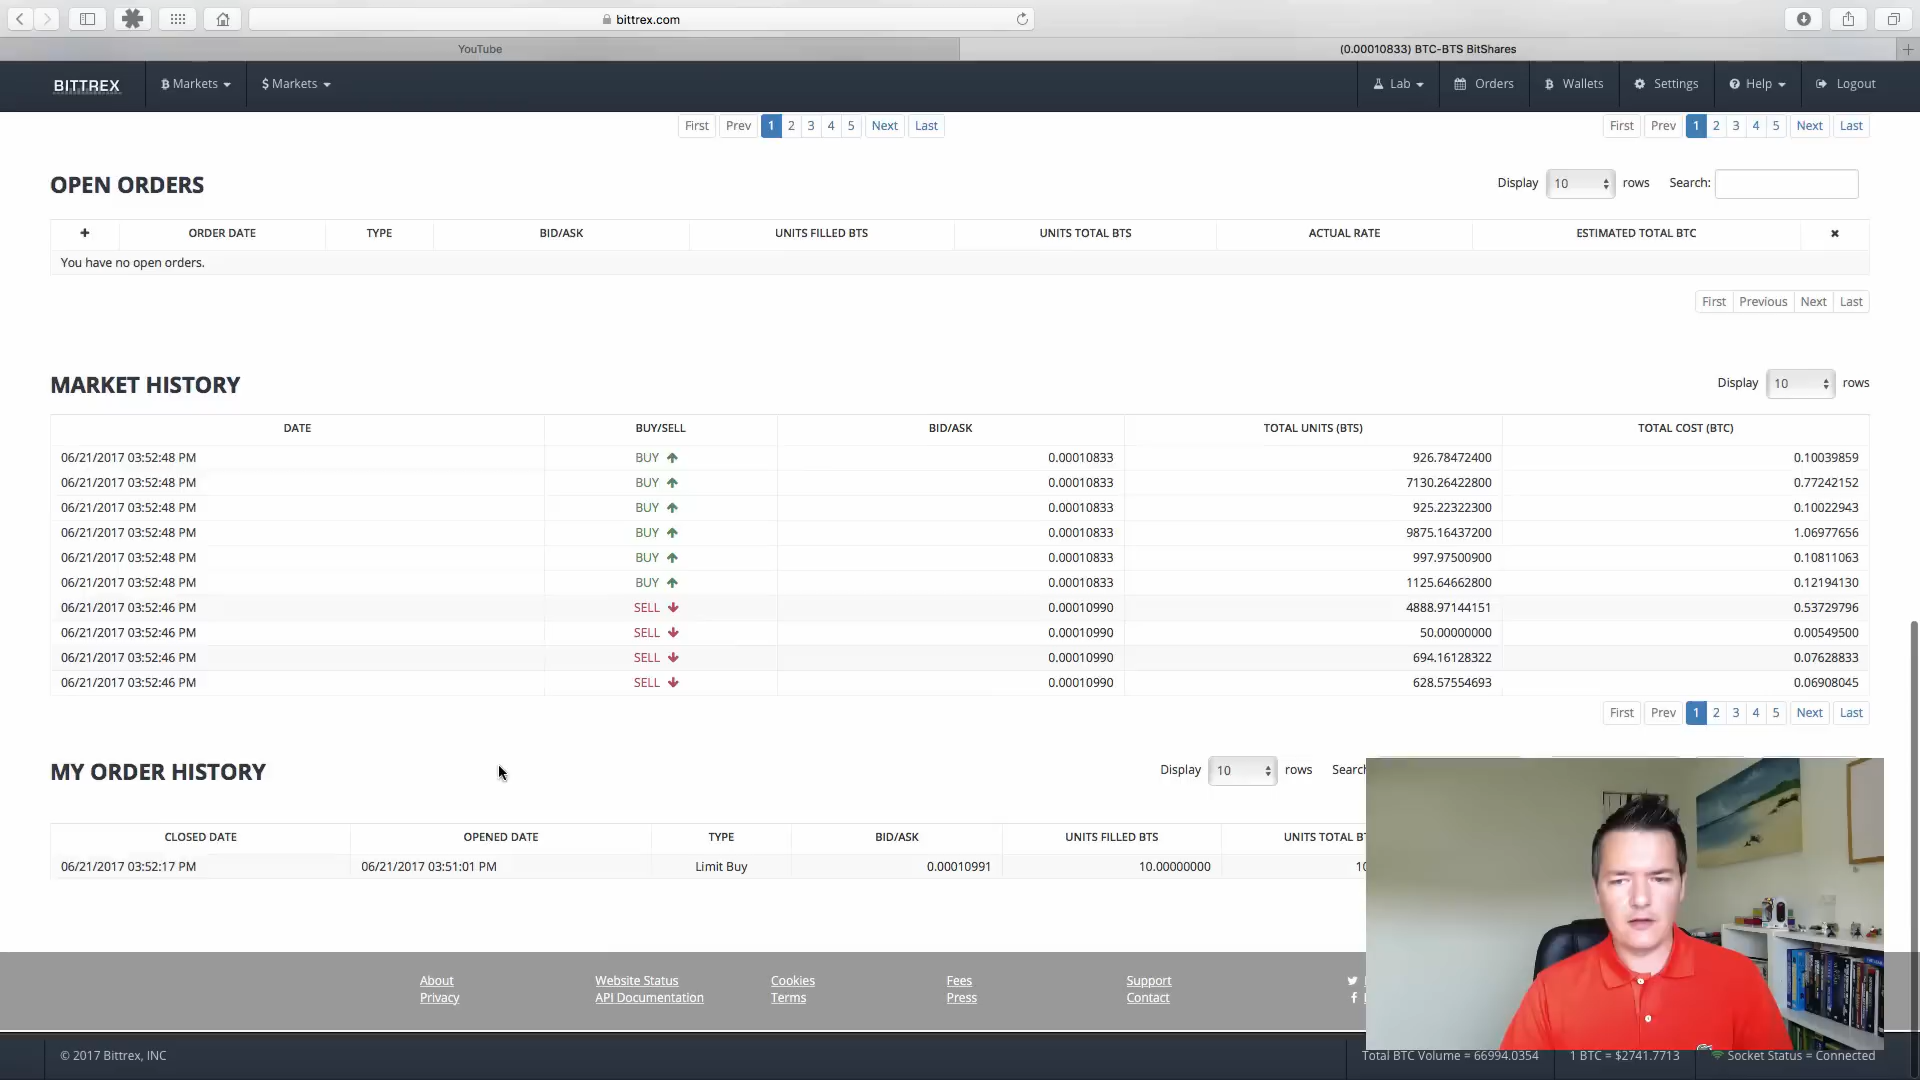 bittrex.com
YouTube
(0.00010833) BTC-BTS BitShares
BITTREX
Markets
$ Markets
Lab
Orders
Wallets
Settings
Help
Logout
First Prev 1 2 3 4 5 Next Last
First Prev 1 2 3 4 5 Next Last
OPEN ORDERS
Display 10 rows Search:
+ ORDER DATE TYPE BID/ASK UNITS FILLED BTS UNITS TOTAL BTS ACTUAL RATE ESTIMATED TOTAL BTC ×
You have no open orders.
First Previous Next Last
MARKET HISTORY
Display 10 rows
DATE BUY/SELL BID/ASK TOTAL UNITS (BTS) TOTAL COST (BTC)
06/21/2017 03:52:48 PM BUY 0.00010833 926.78472400 0.10039859
06/21/2017 03:52:48 PM BUY 0.00010833 7130.26422800 0.77242152
06/21/2017 03:52:48 PM BUY 0.00010833 925.22322300 0.10022943
06/21/2017 03:52:48 PM BUY 0.00010833 9875.16437200 1.06977656
06/21/2017 03:52:48 PM BUY 0.00010833 997.97500900 0.10811063
06/21/2017 03:52:48 PM BUY 0.00010833 1125.64662800 0.12194130
06/21/2017 03:52:46 PM SELL 0.00010990 4888.97144151 0.53729796
06/21/2017 03:52:46 PM SELL 0.00010990 50.00000000 0.00549500
06/21/2017 03:52:46 PM SELL 0.00010990 694.16128322 0.07628833
06/21/2017 03:52:46 PM SELL 0.00010990 628.57554693 0.06908045
First Prev 1 2 3 4 5 Next Last
MY ORDER HISTORY
Display 10 rows Search
CLOSED DATE OPENED DATE TYPE BID/ASK UNITS FILLED BTS UNITS TOTAL BT
06/21/2017 03:52:17 PM 06/21/2017 03:51:01 PM Limit Buy 0.00010991 10.00000000 10
About Website Status Cookies Fees Support
Privacy API Documentation Terms Press Contact
© 2017 Bittrex, INC
Total BTC Volume = 66994.0354
1 BTC = $2741.7713
Socket Status = Connected